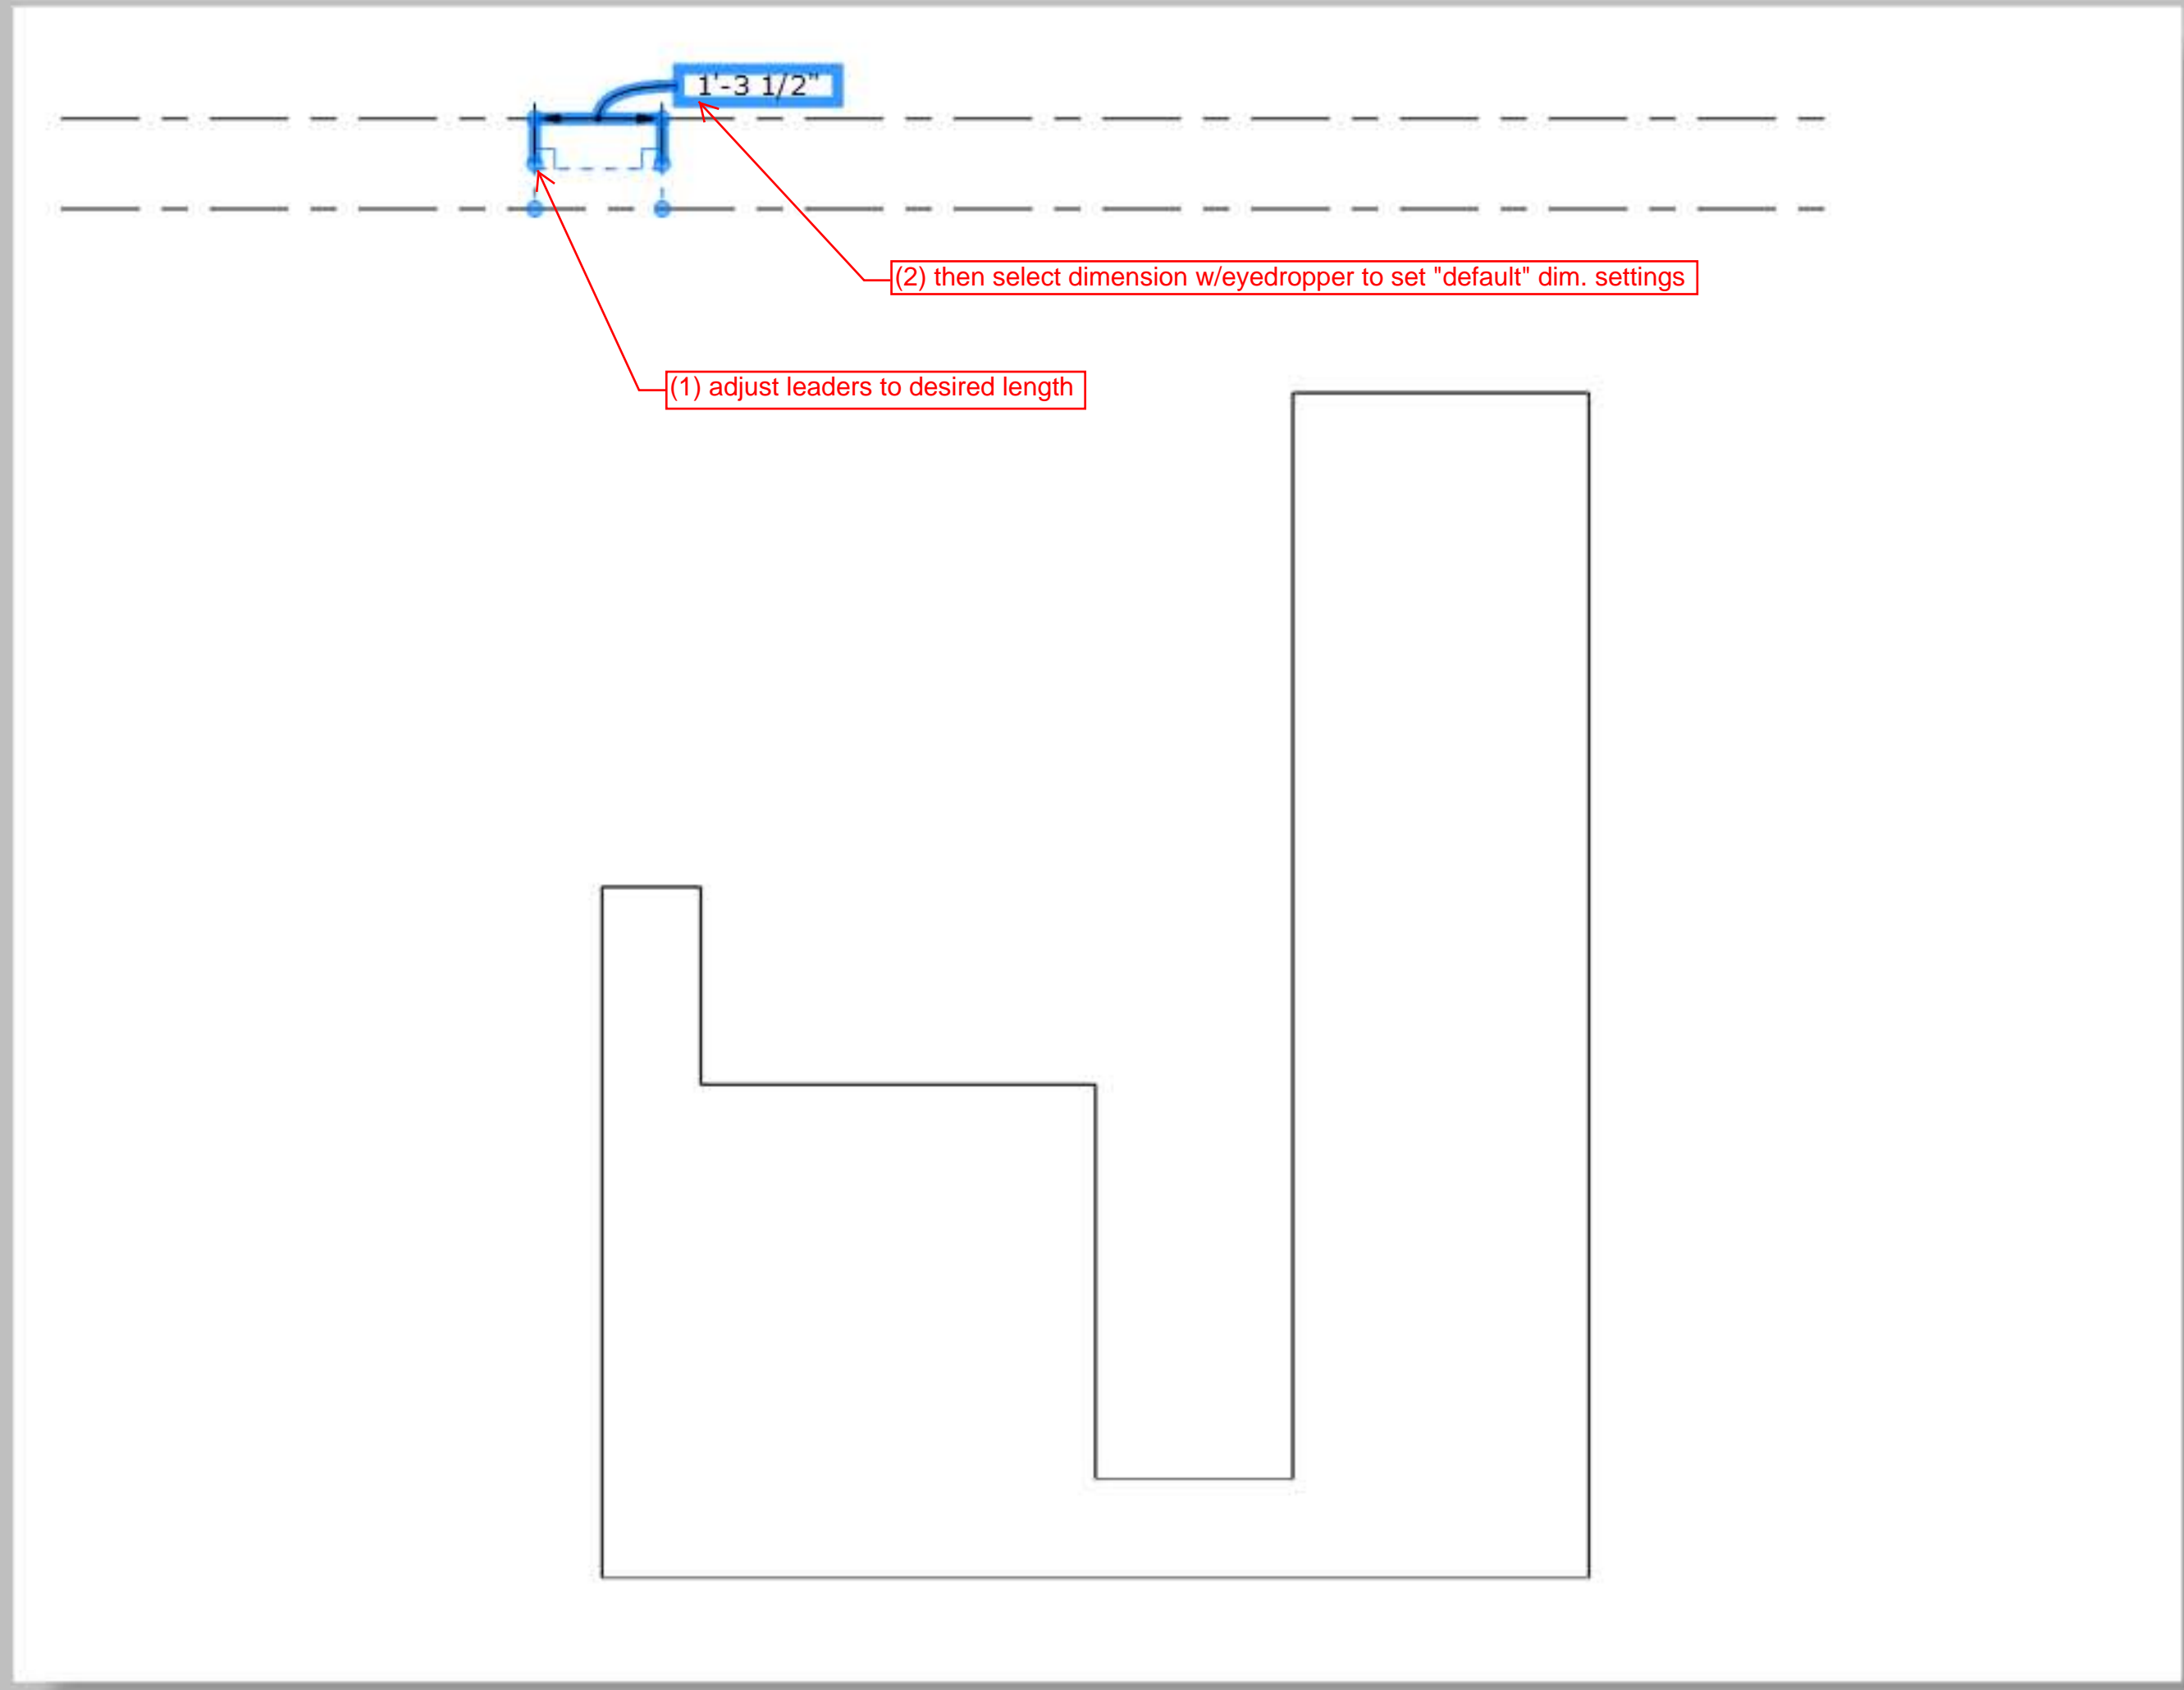 1'-3 1/2"
(2) then select dimension w/eyedropper to set "default" dim. settings
(1) adjust leaders to desired length